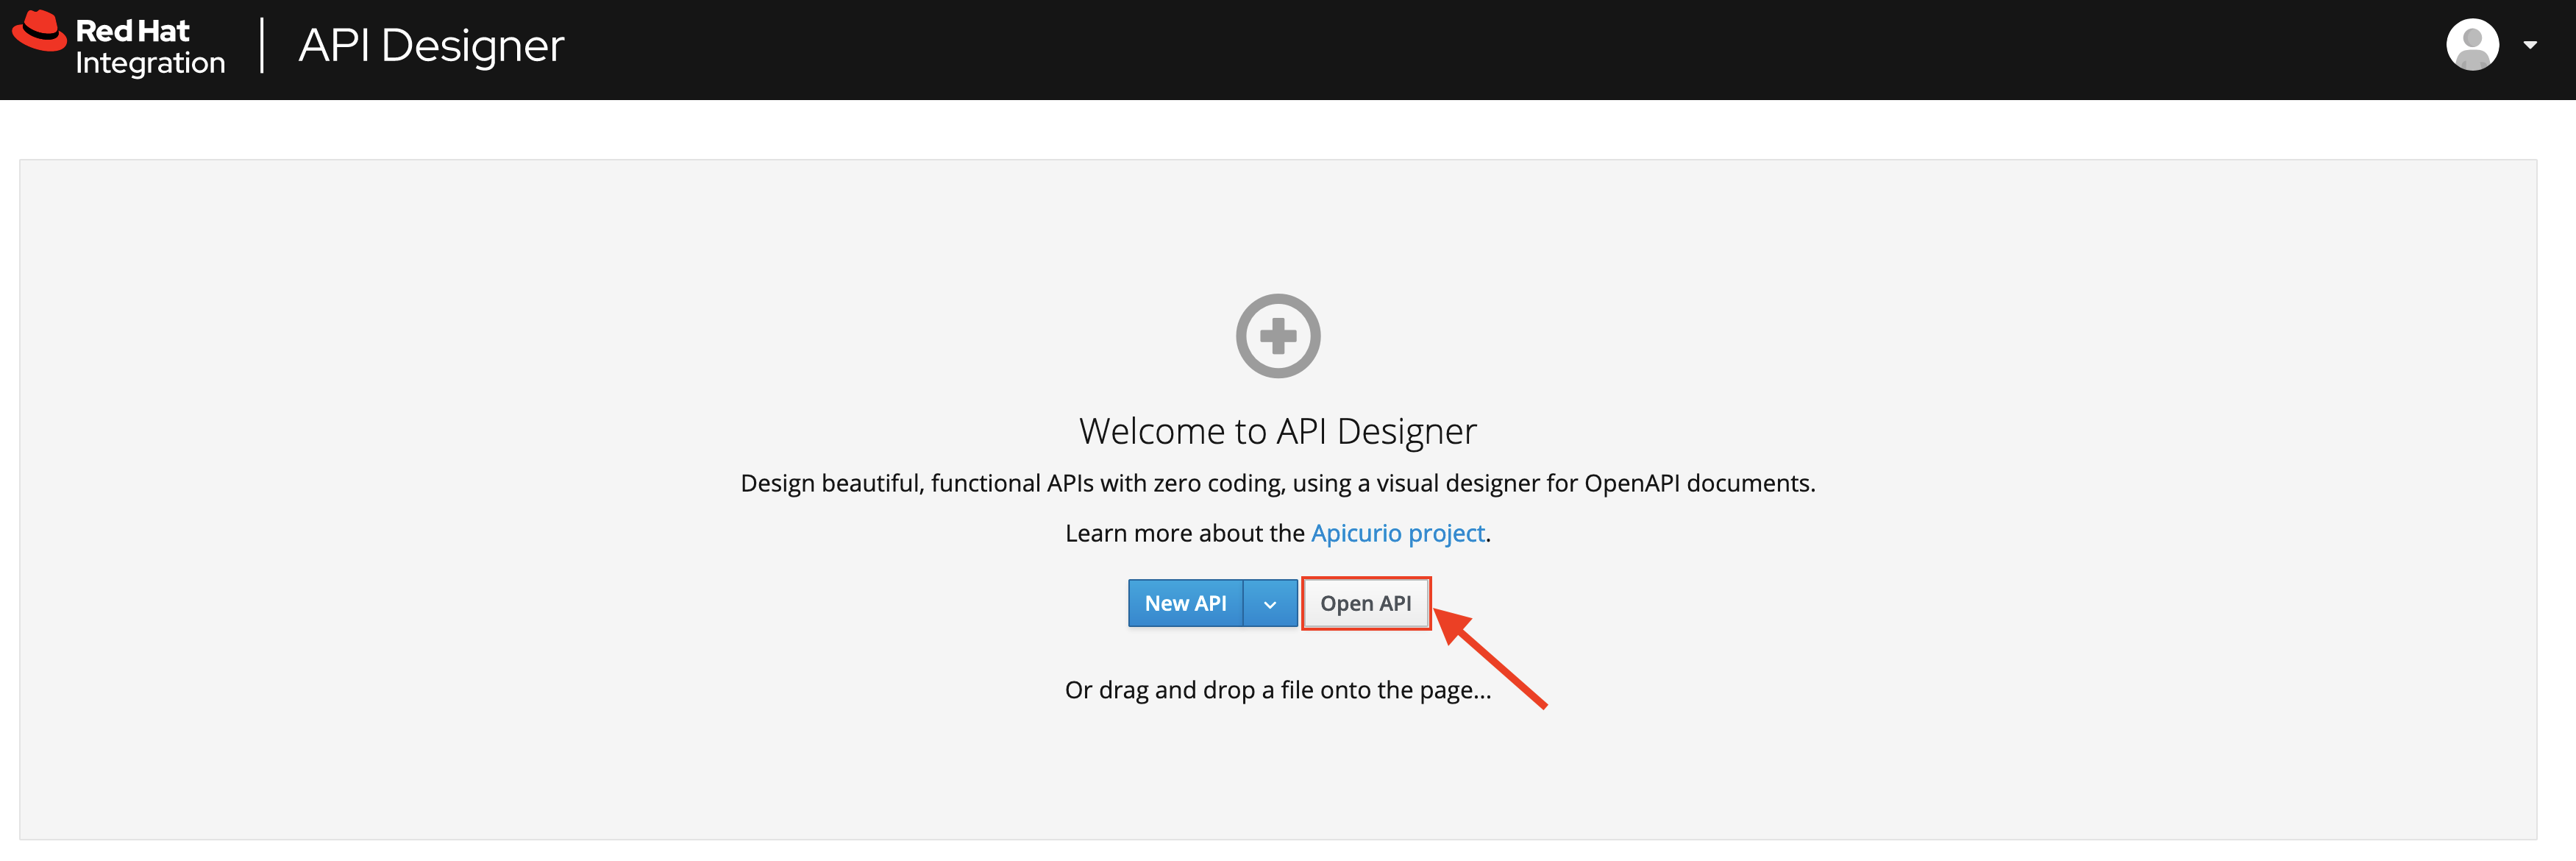 Red Hat
Integration
API Designer
Welcome to API Designer
Design beautiful, functional APIs with zero coding, using a visual designer for OpenAPI documents.
Learn more about the Apicurio project.
New API
Open API
Or drag and drop a file onto the page...